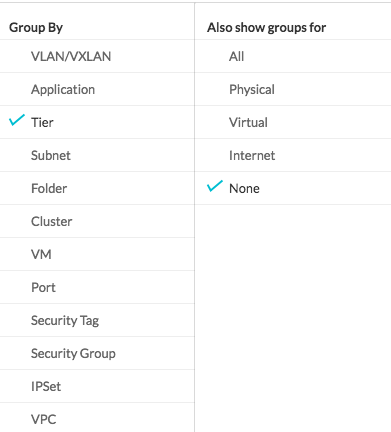 Group By
VLAN/VXLAN
Application
Tier
Subnet
Folder
Cluster
VM
Port
Security Tag
Security Group
IPSet
VPC
Also show groups for
All
Physical
Virtual
Internet
None